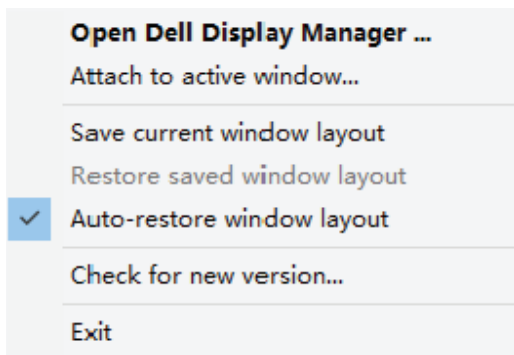 Open Dell Display Manager ...
Attach to active window...
Save current window layout
Restore saved window layout
Auto-restore window layout
Check for new version...
Exit